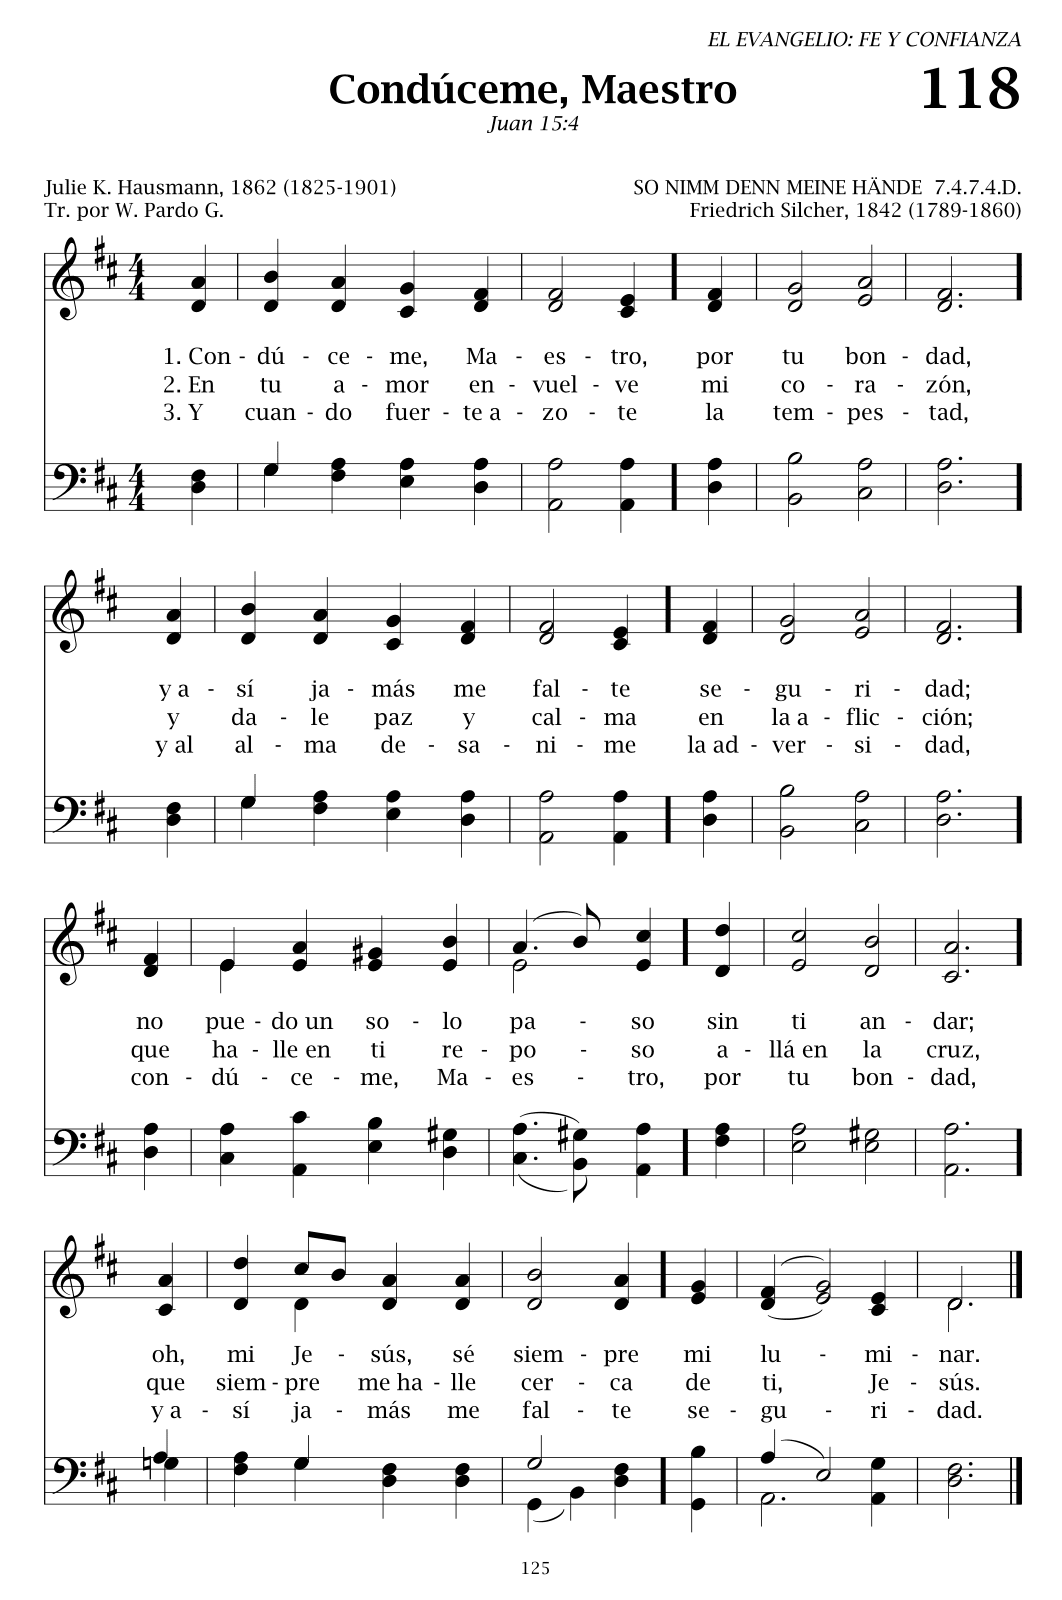 EL EVANGELIO: FE Y CONFIANZA
Condúceme, Maestro
118
Juan 15:4
Julie K. Hausmann, 1862 (1825-1901)
SO NIMM DENN MEINE HÄNDE 7.4.7.4.D.
Tr. por W. Pardo G.
Friedrich Silcher, 1842 (1789-1860)
1. Con - dú - ce - me, Ma - es - tro, por tu bon - dad,
2. En tu a - mor en - vuel - ve mi co - ra - zón,
3. Y cuan - do fuer - te a - zo - te la tem - pes - tad,
y a - sí ja - más me fal - te se - gu - ri - dad;
y da - le paz y cal - ma en la a - flic - ción;
y al al - ma de - sa - ni - me la ad - ver - si - dad,
no pue - do un so - lo pa - so sin ti an - dar;
que ha - lle en ti re - po - so a - llá en la cruz,
con - dú - ce - me, Ma - es - tro, por tu bon - dad,
oh, mi Je - sús, sé siem - pre mi lu - mi - nar.
que siem - pre me ha - lle cer - ca de ti, Je - sús.
y a - sí ja - más me fal - te se - gu - ri - dad.
125